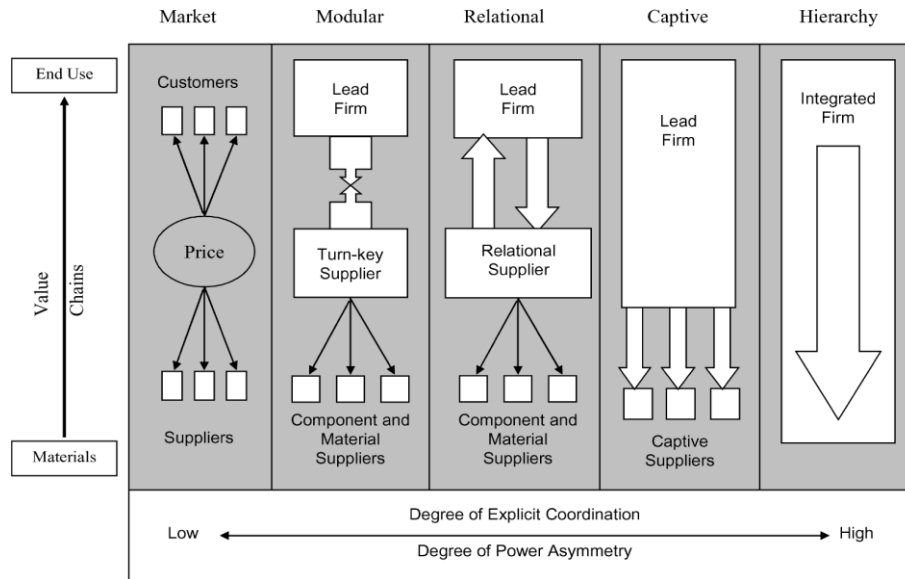 Market
Modular
Relational
Captive
Hierarchy
End Use
Value
Chains
Materials
Customers
Price
Suppliers
Lead
Firm
Turn-key
Supplier
Component and
Material
Suppliers
Lead
Firm
Relational
Supplier
Component and
Material
Suppliers
Lead
Firm
Captive
Suppliers
Integrated
Firm
Degree of Explicit Coordination
Low
High
Degree of Power Asymmetry